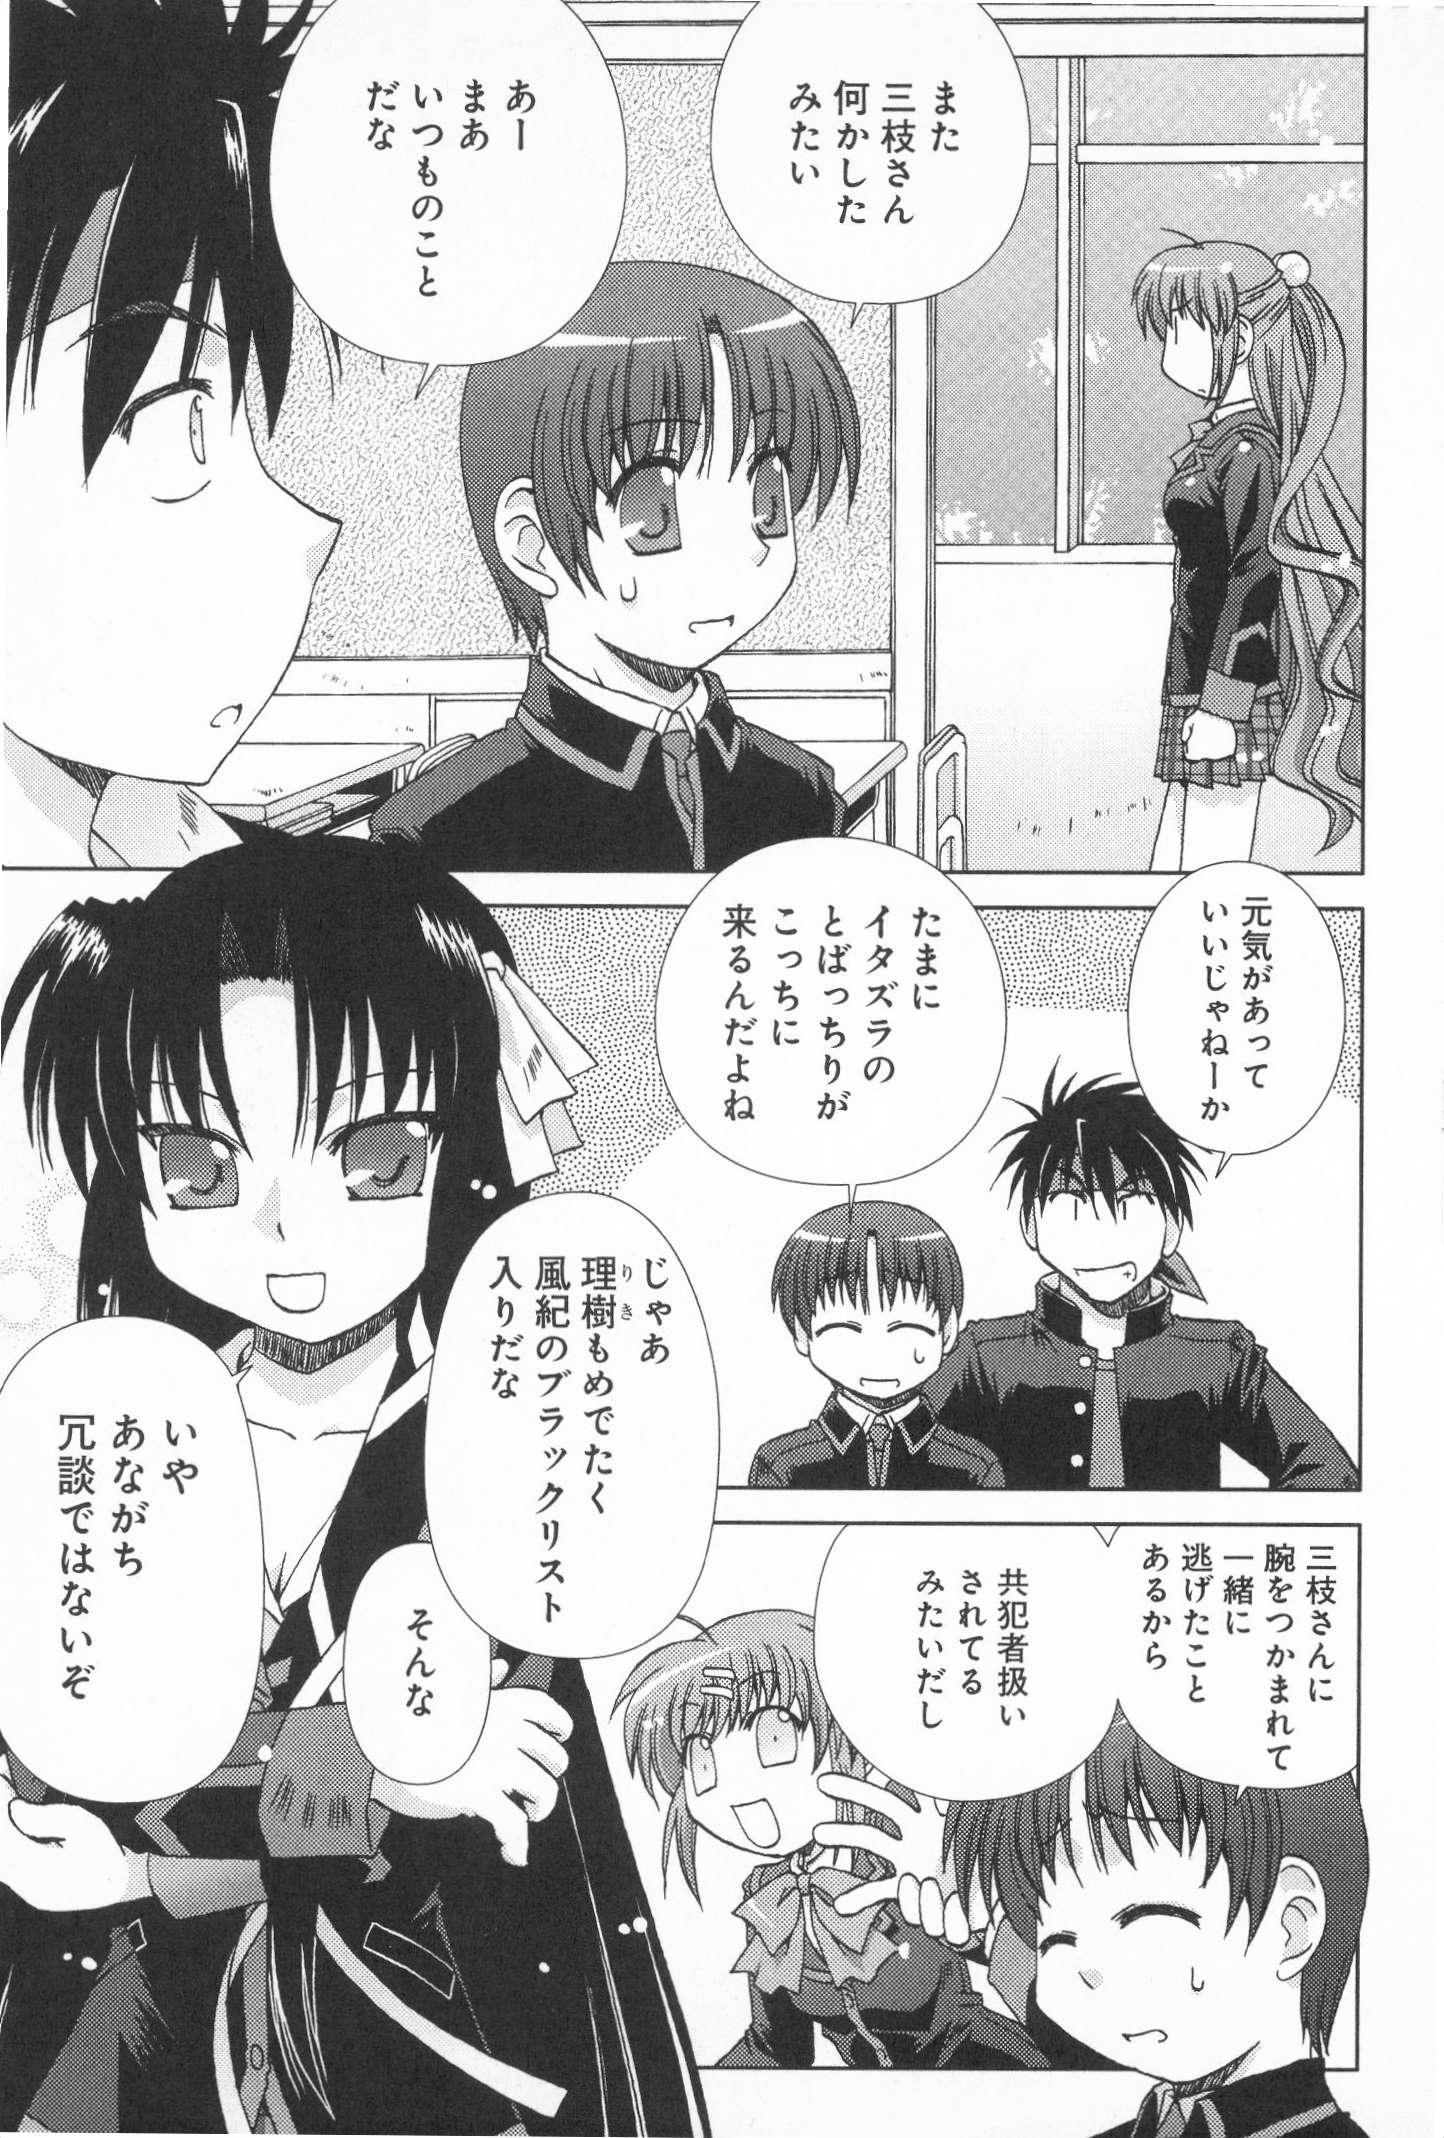 また
三枝さん
何かした
みたい
あー
まあ
いつものこと
だな
元気があって
いいじゃねーか
たまに
イタズラの
とばっちりが
こっちに
来るんだよね
三枝さんに
腕をつかまれて
一緒に
逃げたこと
あるから
共犯者扱い
されてる
みたいだし
じゃあ
理樹もめでたく
りき
風紀のブラックリスト
入りだな
そんな
いや
あながち
冗談ではないぞ